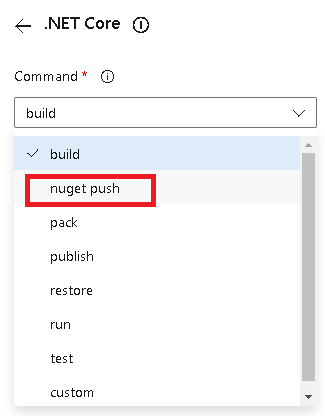 .NET Core
Command *
build
build
nuget push
pack
publish
restore
run
test
custom